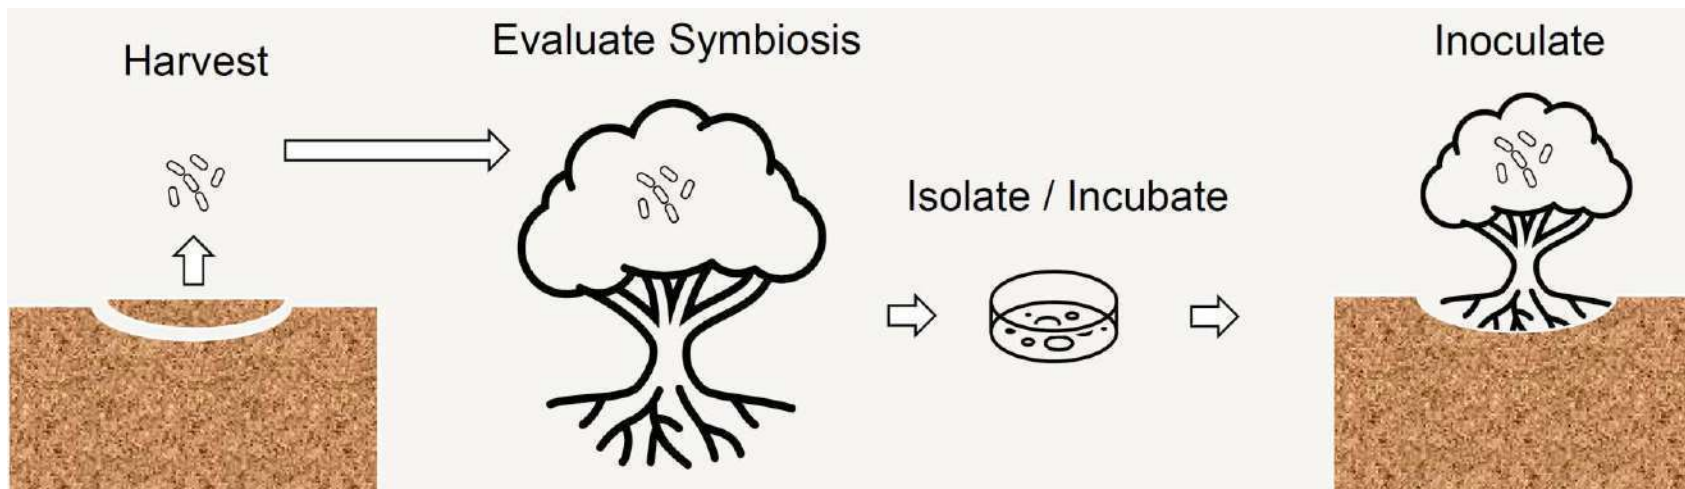 Harvest
Evaluate Symbiosis
Isolate / Incubate
Inoculate